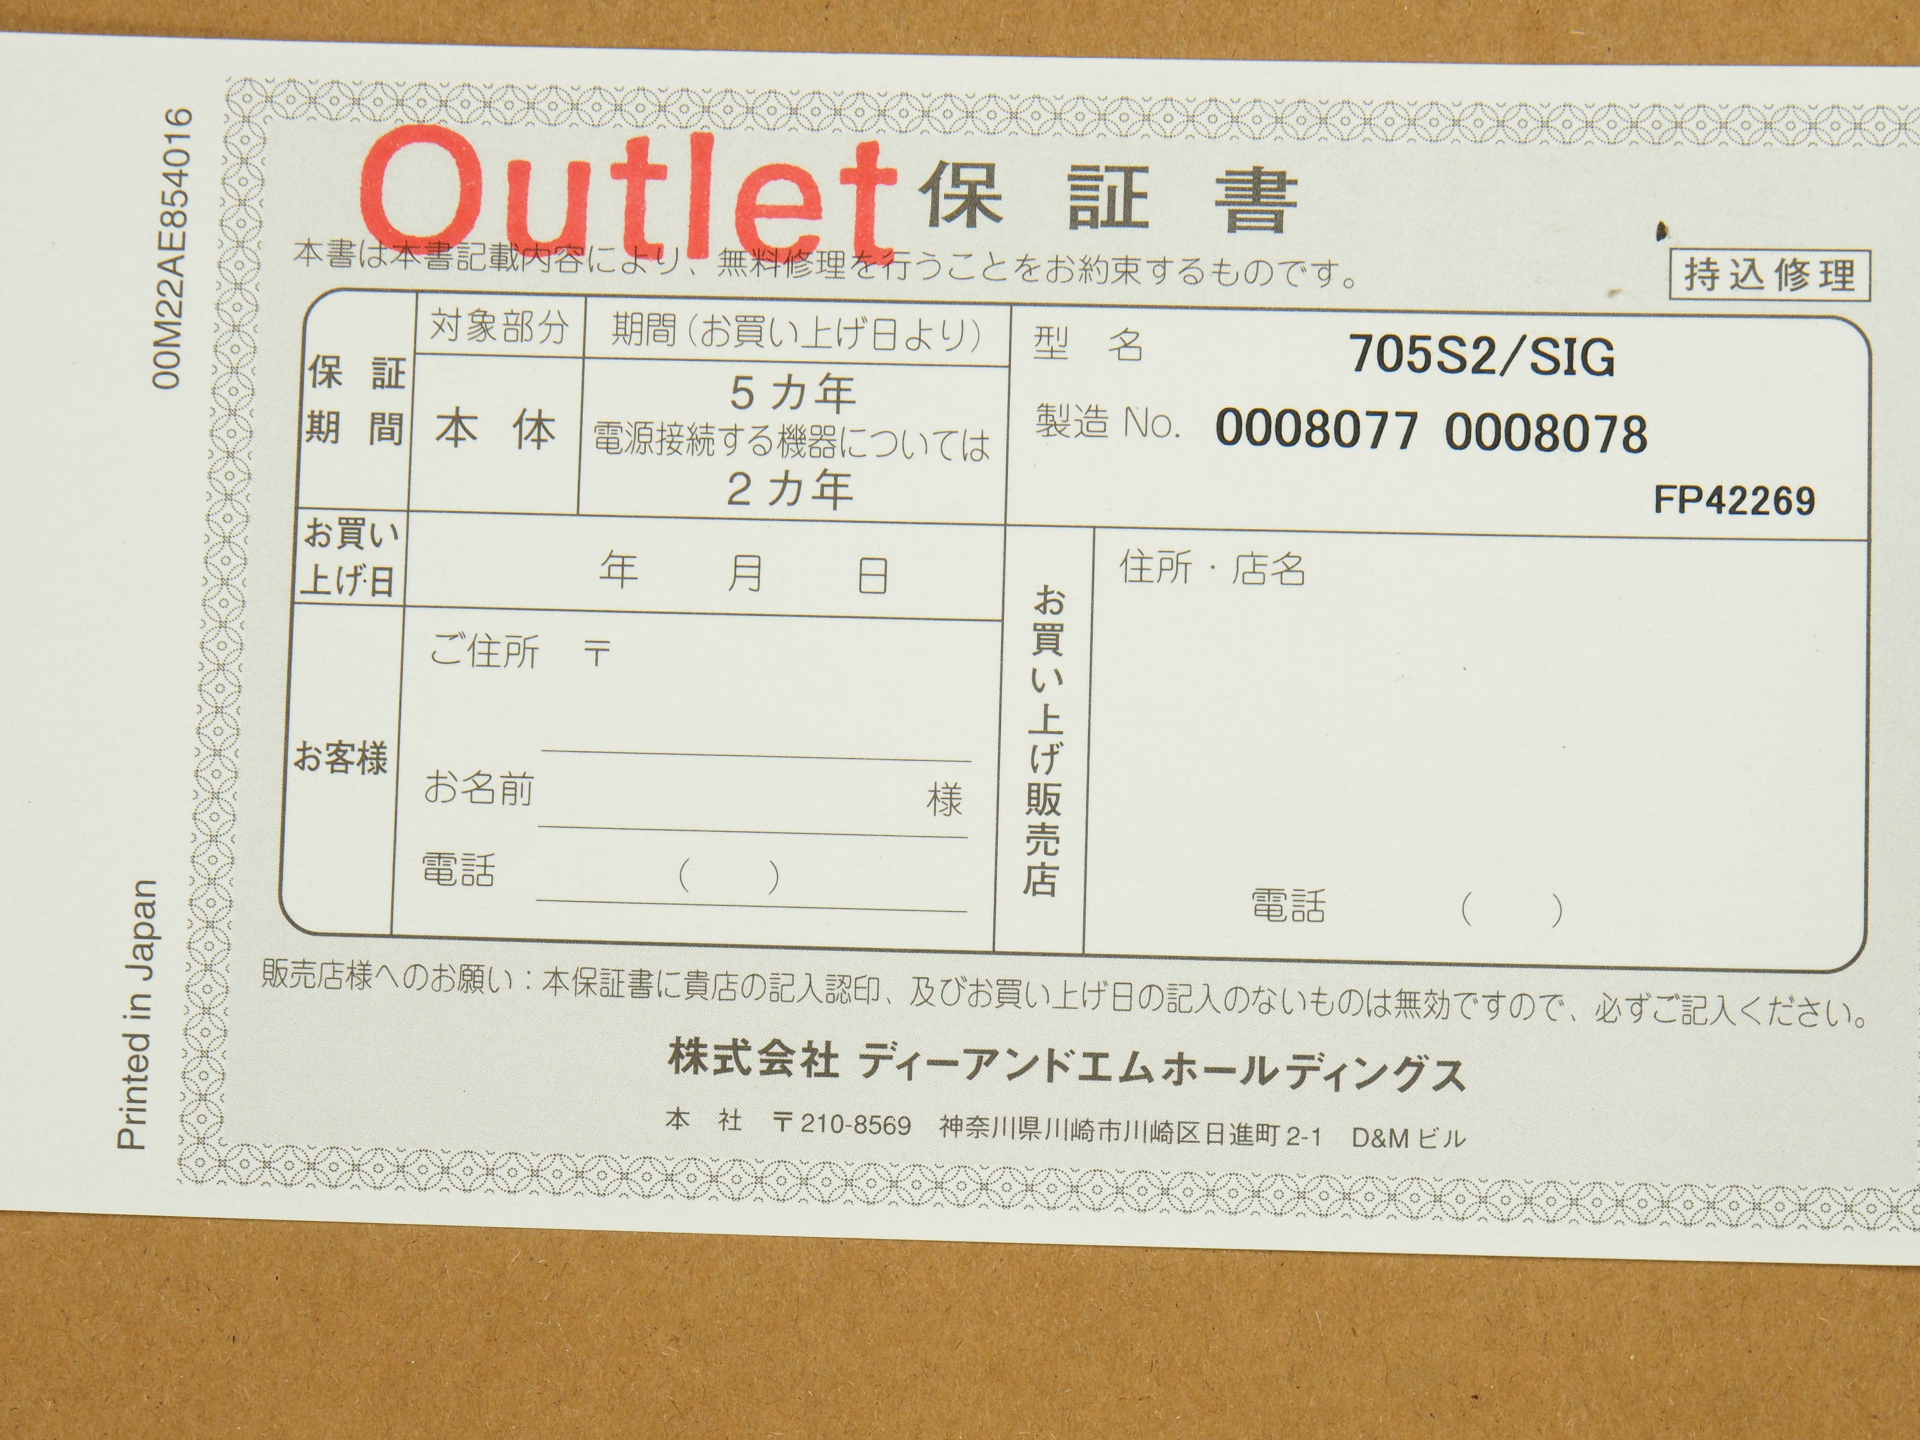 00M22AE854016
Printed in Japan
Outlet 保証書
本書は本書記載内容により、無料修理を行うことをお約束するものです。
持込修理
保証期間
対象部分
期間(お買い上げ日より)
本体
5カ年
電源接続する機器については
2カ年
型名 705S2/SIG
製造 No. 0008077 0008078
FP42269
お買い上げ日
年 月 日
お客様
ご住所 〒
お名前 様
電話 ( )
お買い上げ販売店
住所・店名
電話 ( )
販売店様へのお願い：本保証書に貴店の記入認印、及びお買い上げ日の記入のないものは無効ですので、必ずご記入ください。
株式会社 ディーアンドエムホールディングス
本 社 〒210-8569 神奈川県川崎市川崎区日進町2-1 D&Mビル